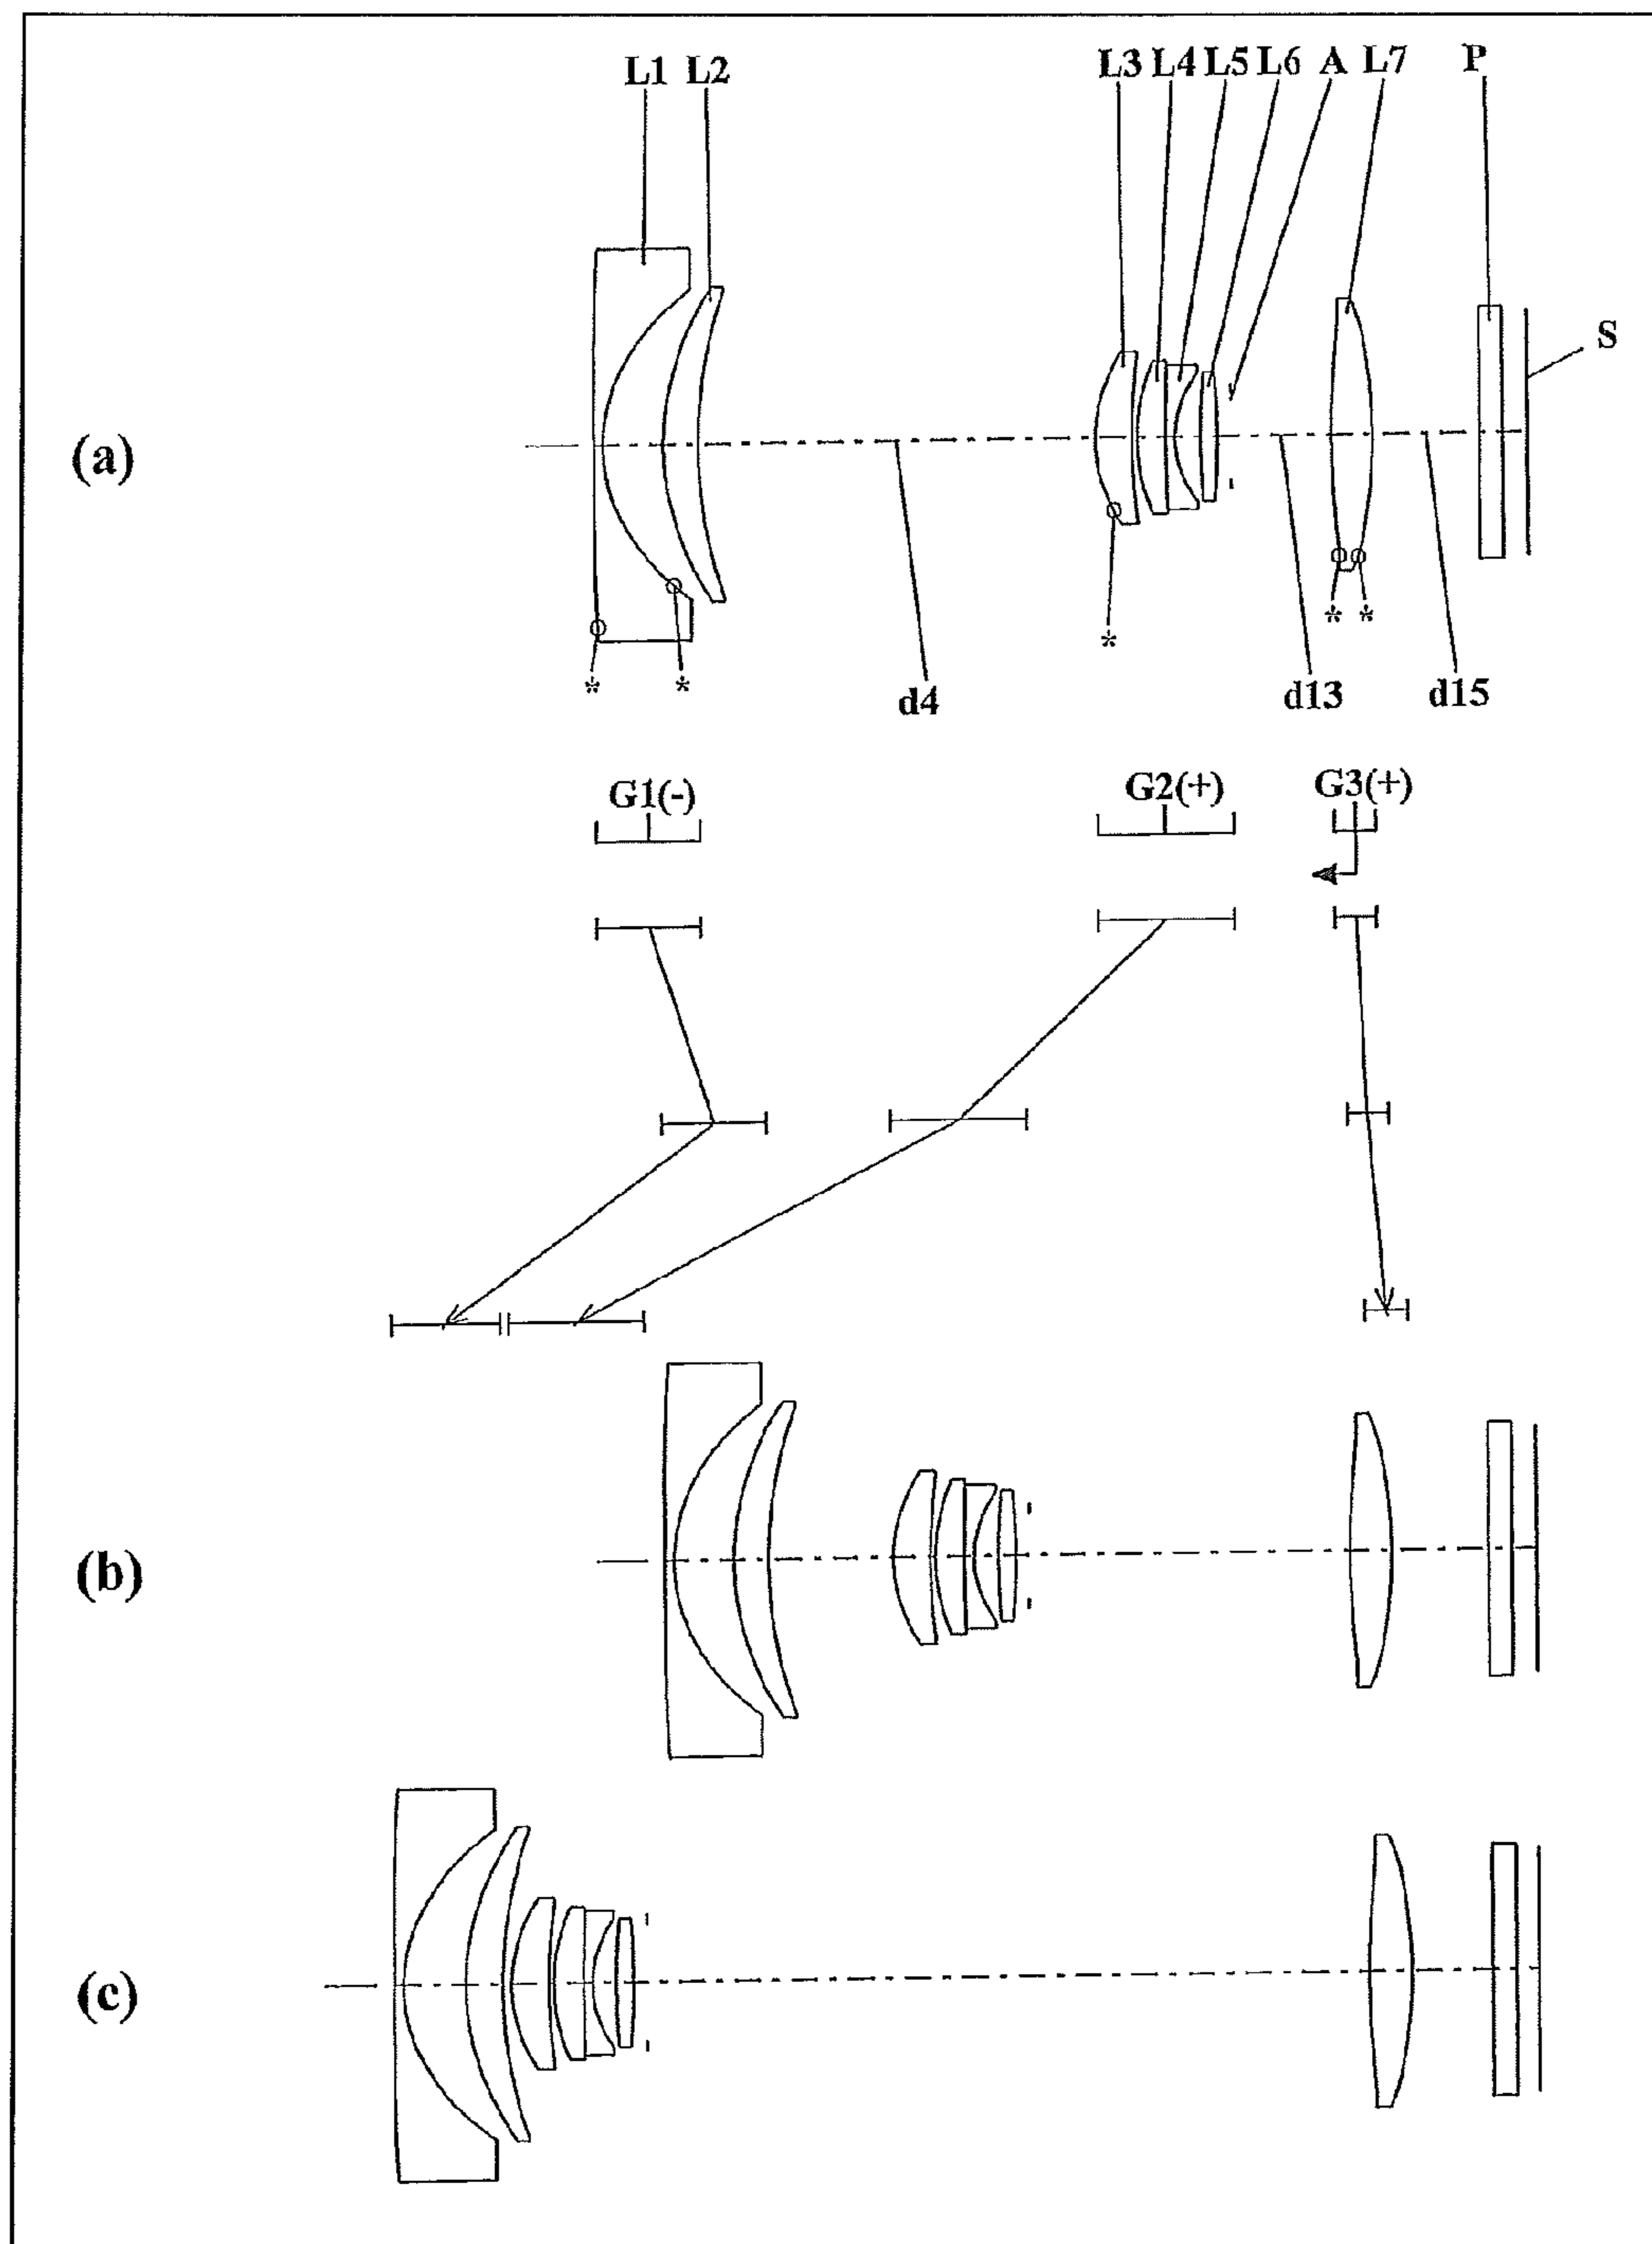 L1 L2 L3 L4 L5 L6 A L7 P
S
(a)
* * * * *
d4 d13 d15
G1(-) G2(+) G3(+)
(b)
(c)